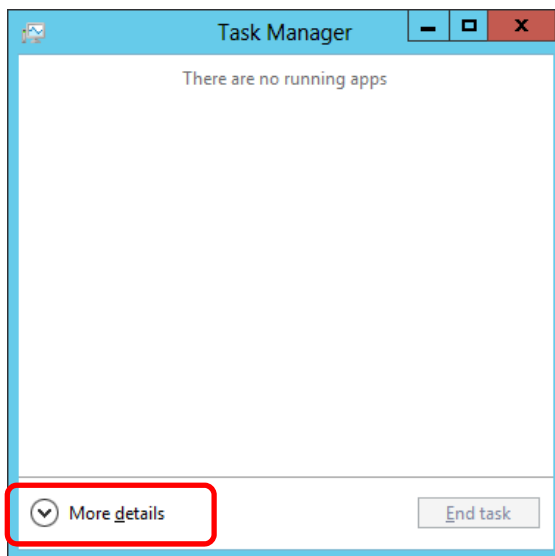 Task Manager
There are no running apps
More details
End task